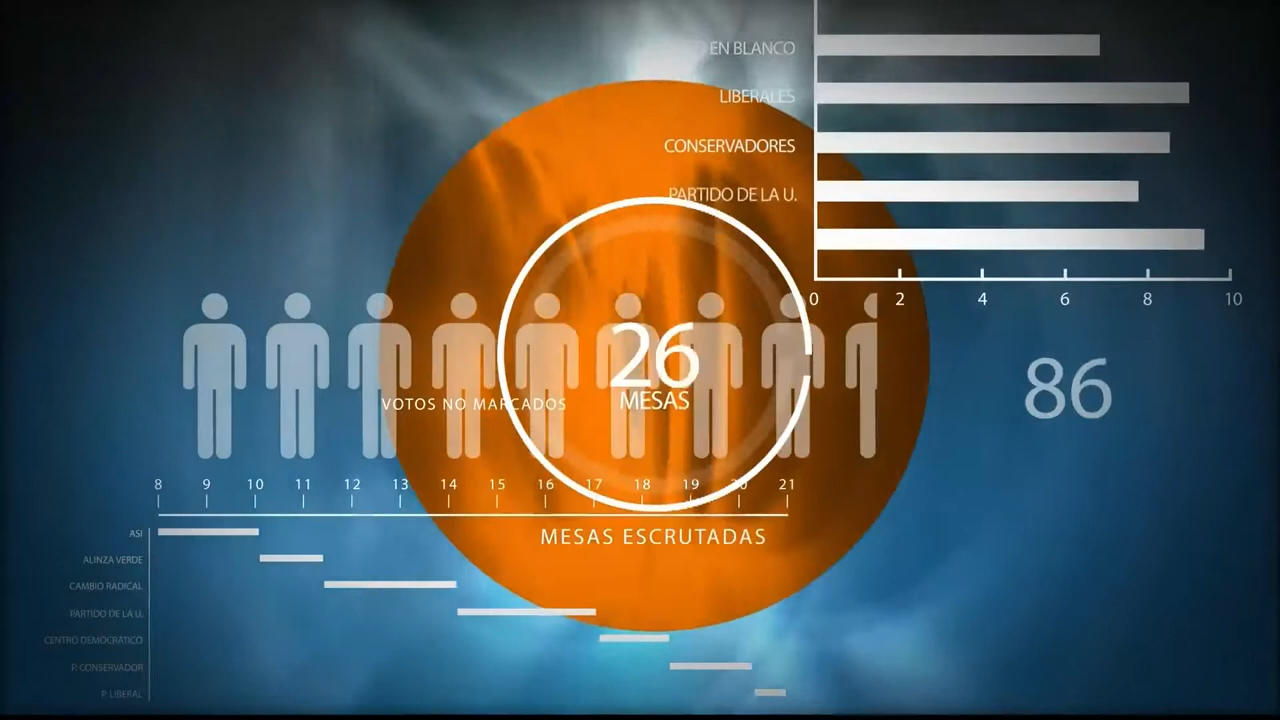 EN BLANCO
LIBERALES
CONSERVADORES
PARTIDO DE LA U.
0 2 4 6 8 10
26
MESAS
86
VOTOS NO MARCADOS
8 9 10 11 12 13 14 15 16 17 18 19 20 21
MESAS ESCRUTADAS
ASI
ALINZA VERDE
CAMBIO RADICAL
PARTIDO DE LA U.
CENTRO DEMOCRÁTICO
P. CONSERVADOR
P. LIBERAL